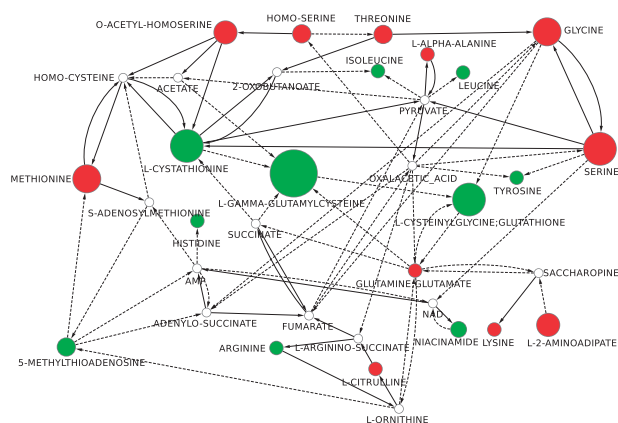 HOMO-SERINE
THREONINE
O-ACETYL-HOMOSERINE
GLYCINE
L-ALPHA-ALANINE
ISOLEUCINE
HOMO-CYSTEINE
ACETATE
2-OXOBUTANOATE
LEUCINE
PYRUVATE
L-CYSTATHIONINE
SERINE
METHIONINE
OXALACETIC_ACID
TYROSINE
L-GAMMA-GLUTAMYLCYSTEINE
S-ADENOSYLMETHIONINE
L-CYSTEINYLGLYCINE;GLUTATHIONE
SUCCINATE
HISTIDINE
SACCHAROPINE
AMP
GLUTAMINE;GLUTAMATE
NAD
ADENYLO-SUCCINATE
FUMARATE
NIACINAMIDE
LYSINE
L-2-AMINOADIPATE
ARGININE
L-ARGININO-SUCCINATE
5-METHYLTHIOADENOSINE
L-CITRULLINE
L-ORNITHINE